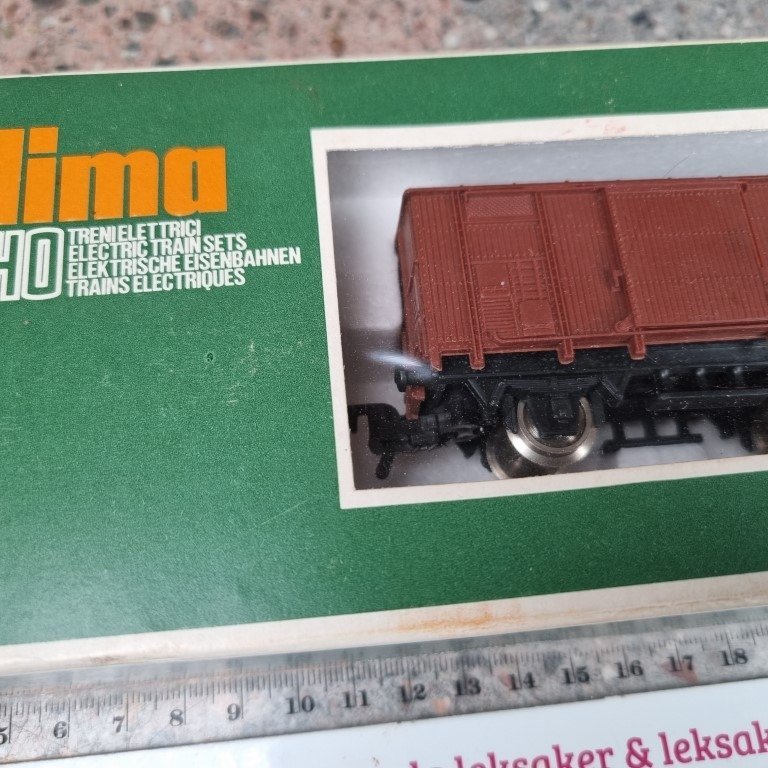 lima
HO
TRENI ELETTRICI
ELECTRIC TRAIN SETS
ELEKTRISCHE EISENBAHNEN
TRAINS ELECTRIQUES
5 6 7 8 9 10 11 12 13 14 15 16 17 18
leksaker & leksak